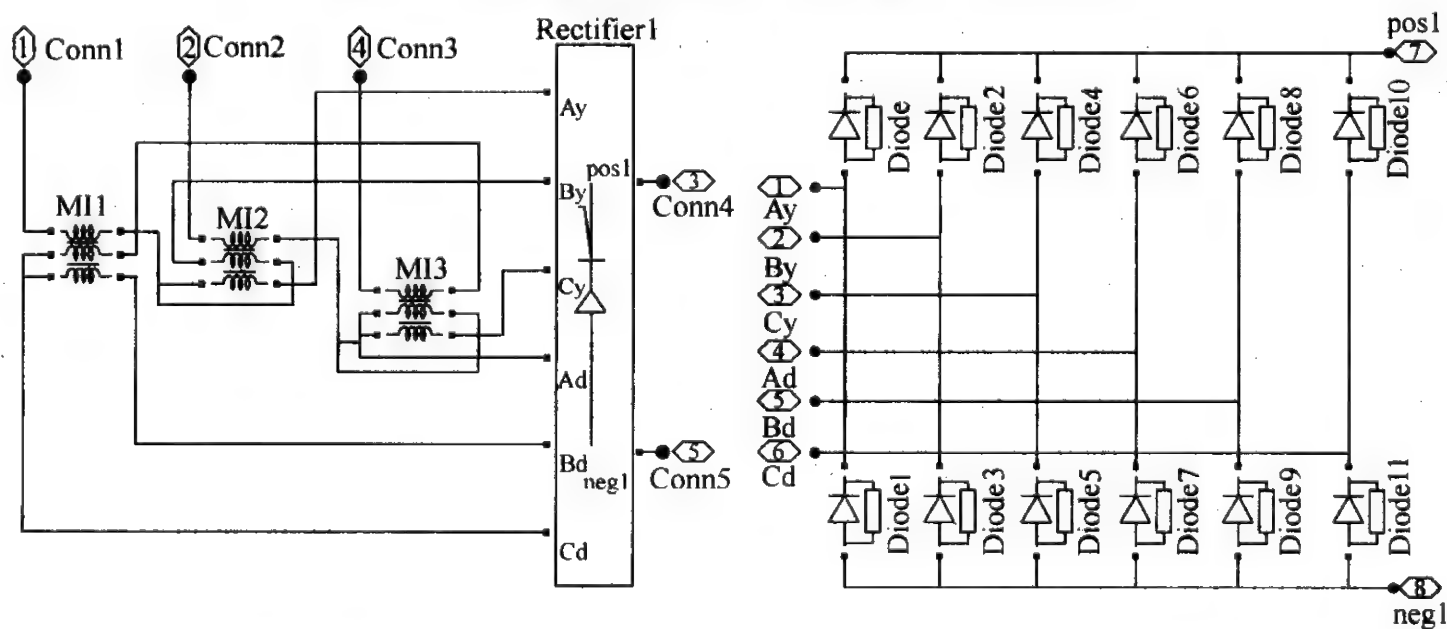 1 Conn1
2 Conn2
4 Conn3
Rectifier1
Ay
By
pos1
Cy
Ad
Bd
neg1
Cd
MI1
MI2
MI3
3
Conn4
5
Conn5
pos1
7
Diode
Diode2
Diode4
Diode6
Diode8
Diode10
1
Ay
2
By
3
Cy
4
Ad
5
Bd
6
Cd
Diode1
Diode3
Diode5
Diode7
Diode9
Diode11
8
neg1